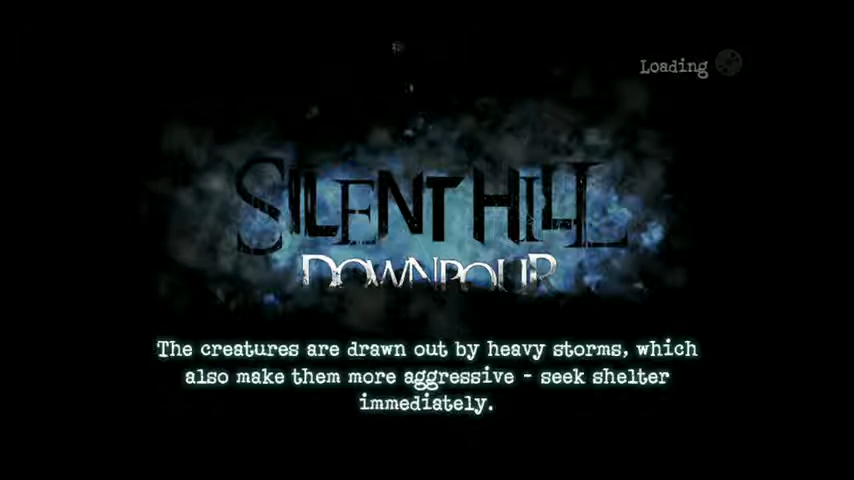 Loading
SILENT HILL
DOWNPOUR
The creatures are drawn out by heavy storms, which
also make them more aggressive - seek shelter
immediately.